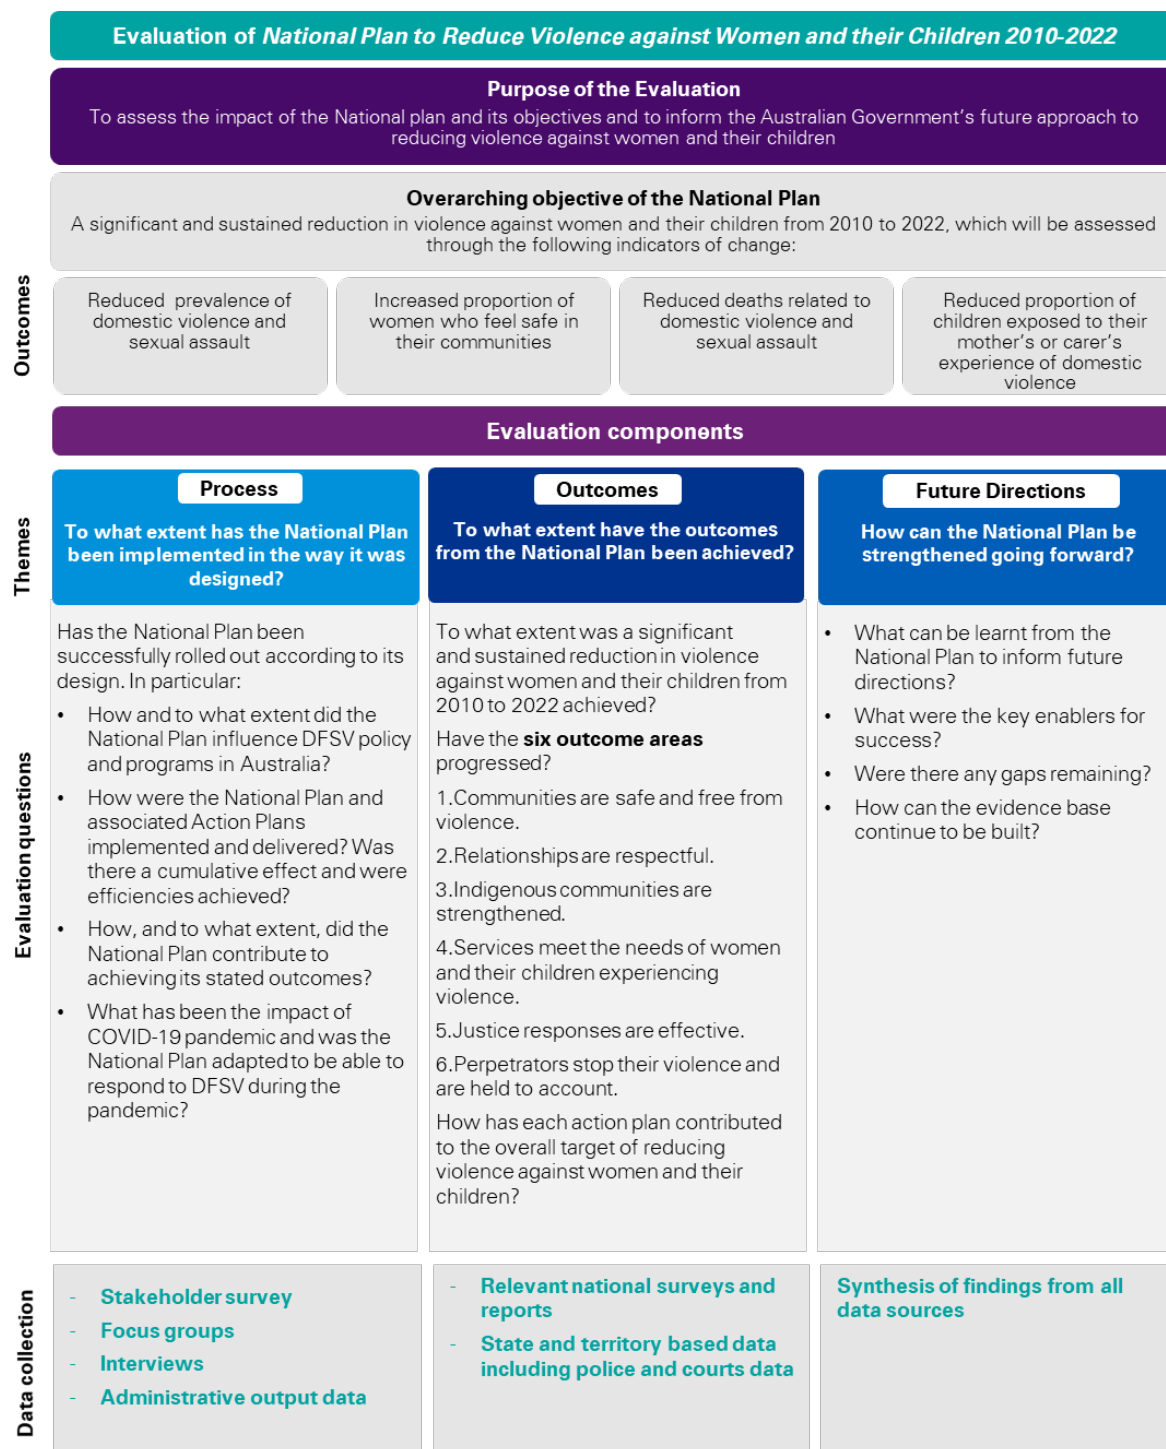 Evaluation of National Plan to Reduce Violence against Women and their Children 2010-2022
Purpose of the Evaluation
To assess the impact of the National plan and its objectives and to inform the Australian Government's future approach to
reducing violence against women and their children
Outcomes
Overarching objective of the National Plan
A significant and sustained reduction in violence against women and their children from 2010 to 2022, which will be assessed
through the following indicators of change:
Reduced prevalence of
domestic violence and
sexual assault
Increased proportion of
women who feel safe in
their communities
Reduced deaths related to
domestic violence and
sexual assault
Reduced proportion of
children exposed to their
mother's or carer's
experience of domestic
violence
Evaluation components
Themes
Process
To what extent has the National Plan
been implemented in the way it was
designed?
Outcomes
To what extent have the outcomes
from the National Plan been achieved?
Future Directions
How can the National Plan be
strengthened going forward?
Evaluation questions
Has the National Plan been
successfully rolled out according to its
design. In particular:
• How and to what extent did the
National Plan influence DFSV policy
and programs in Australia?
• How were the National Plan and
associated Action Plans
implemented and delivered? Was
there a cumulative effect and were
efficiencies achieved?
• How, and to what extent, did the
National Plan contribute to
achieving its stated outcomes?
• What has been the impact of
COVID-19 pandemic and was the
National Plan adapted to be able to
respond to DFSV during the
pandemic?
To what extent was a significant
and sustained reduction in violence
against women and their children from
2010 to 2022 achieved?
Have the six outcome areas
progressed?
1.Communities are safe and free from
violence.
2.Relationships are respectful.
3.Indigenous communities are
strengthened.
4.Services meet the needs of women
and their children experiencing
violence.
5.Justice responses are effective.
6.Perpetrators stop their violence and
are held to account.
How has each action plan contributed
to the overall target of reducing
violence against women and their
children?
• What can be learnt from the
National Plan to inform future
directions?
• What were the key enablers for
success?
• Were there any gaps remaining?
• How can the evidence base
continue to be built?
Data collection
- Stakeholder survey
- Focus groups
- Interviews
- Administrative output data
- Relevant national surveys and
reports
- State and territory based data
including police and courts data
Synthesis of findings from all
data sources